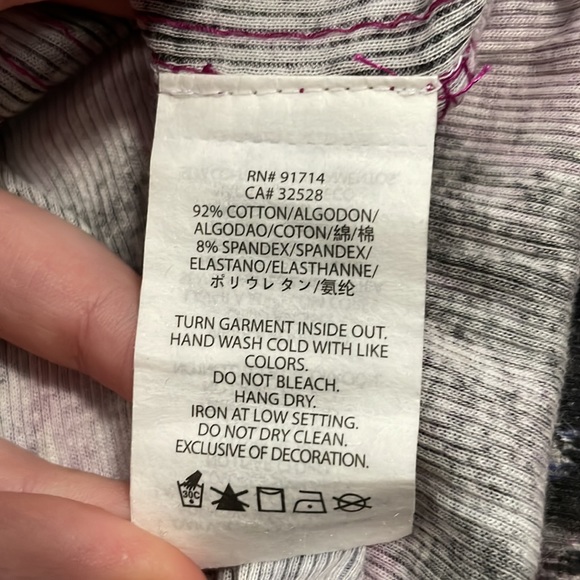 RN# 91714
CA# 32528
92% COTTON/ALGODON/
ALGODAO/COTON/綿/棉
8% SPANDEX/SPANDEX/
ELASTANO/ELASTHANNE/
ポリウレタン/氨纶
TURN GARMENT INSIDE OUT.
HAND WASH COLD WITH LIKE
COLORS.
DO NOT BLEACH.
HANG DRY.
IRON AT LOW SETTING.
DO NOT DRY CLEAN.
EXCLUSIVE OF DECORATION.
30C